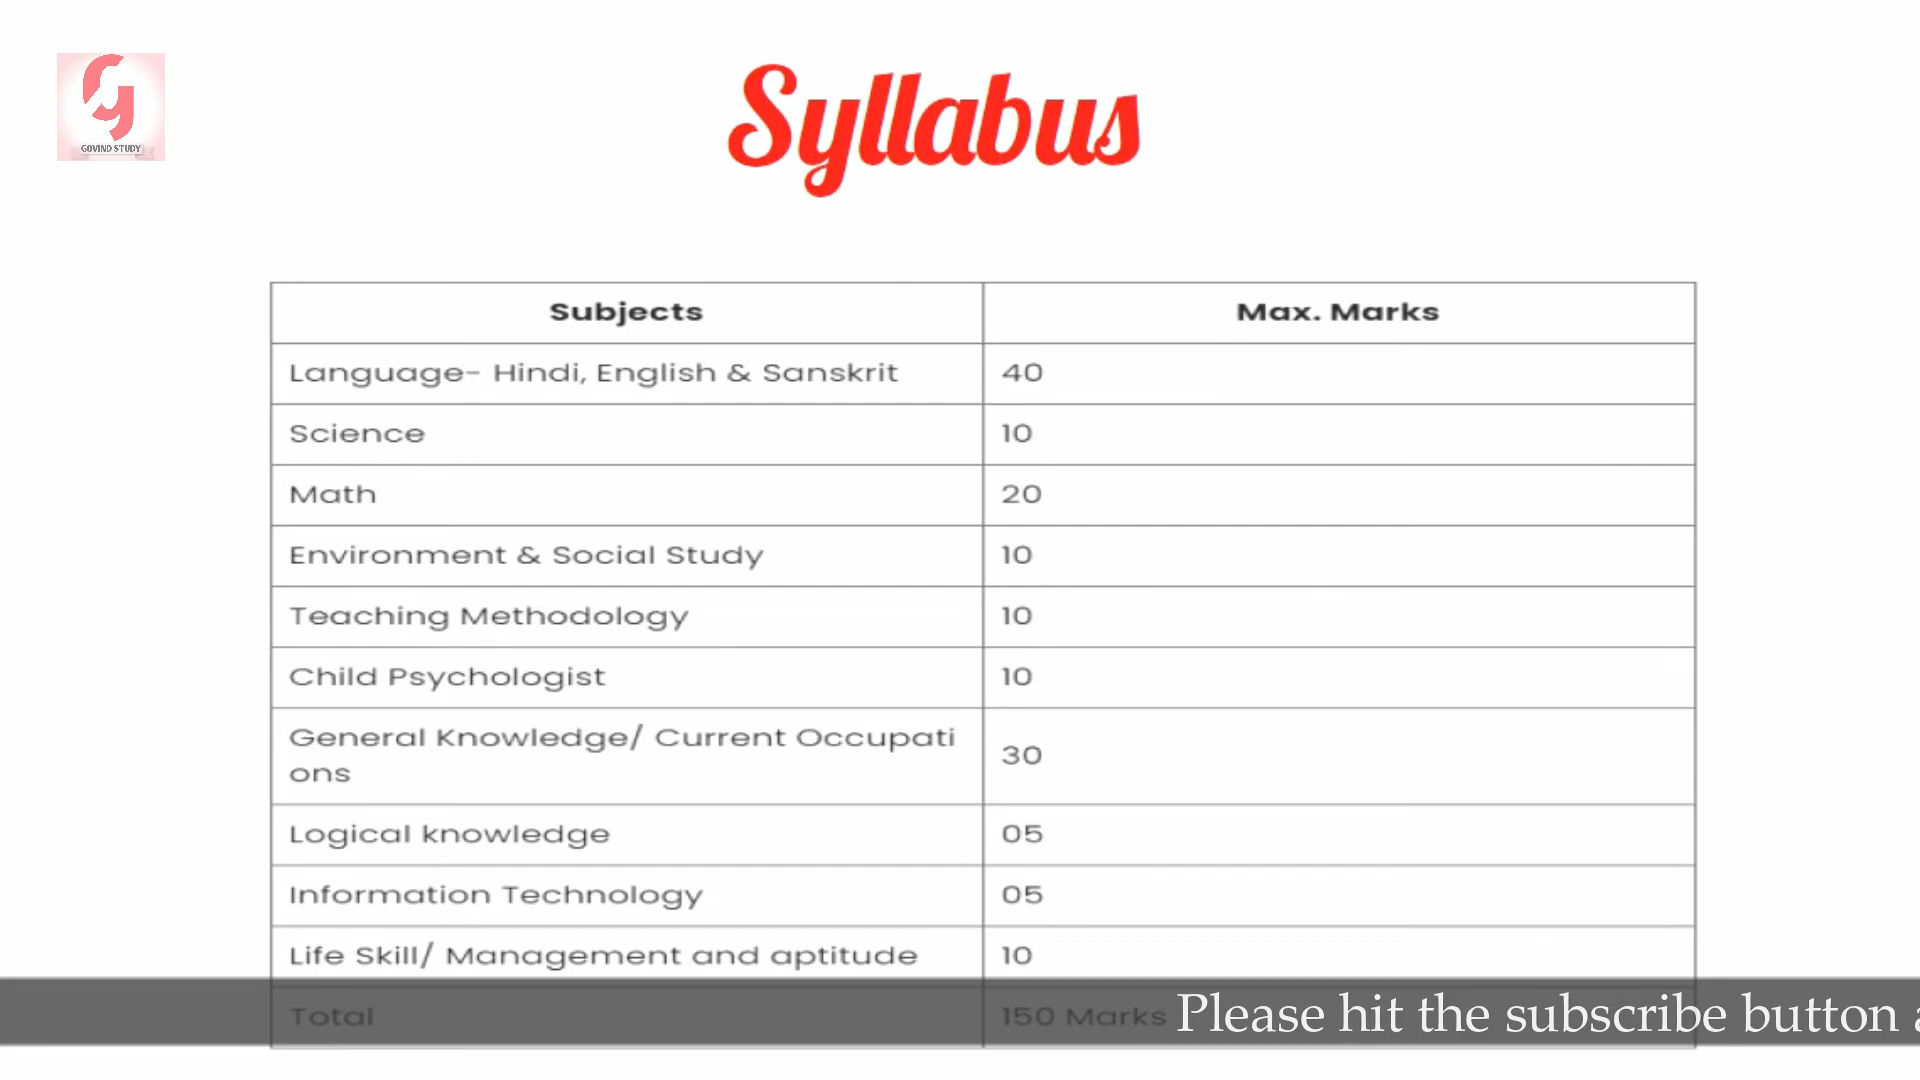 GOVIND STUDY
Syllabus
Subjects Max. Marks
Language- Hindi, English & Sanskrit 40
Science 10
Math 20
Environment & Social Study 10
Teaching Methodology 10
Child Psychologist 10
General Knowledge/ Current Occupati
ons 30
Logical knowledge 05
Information Technology 05
Life Skill/ Management and aptitude 10
Total 150 Marks
Please hit the subscribe button a